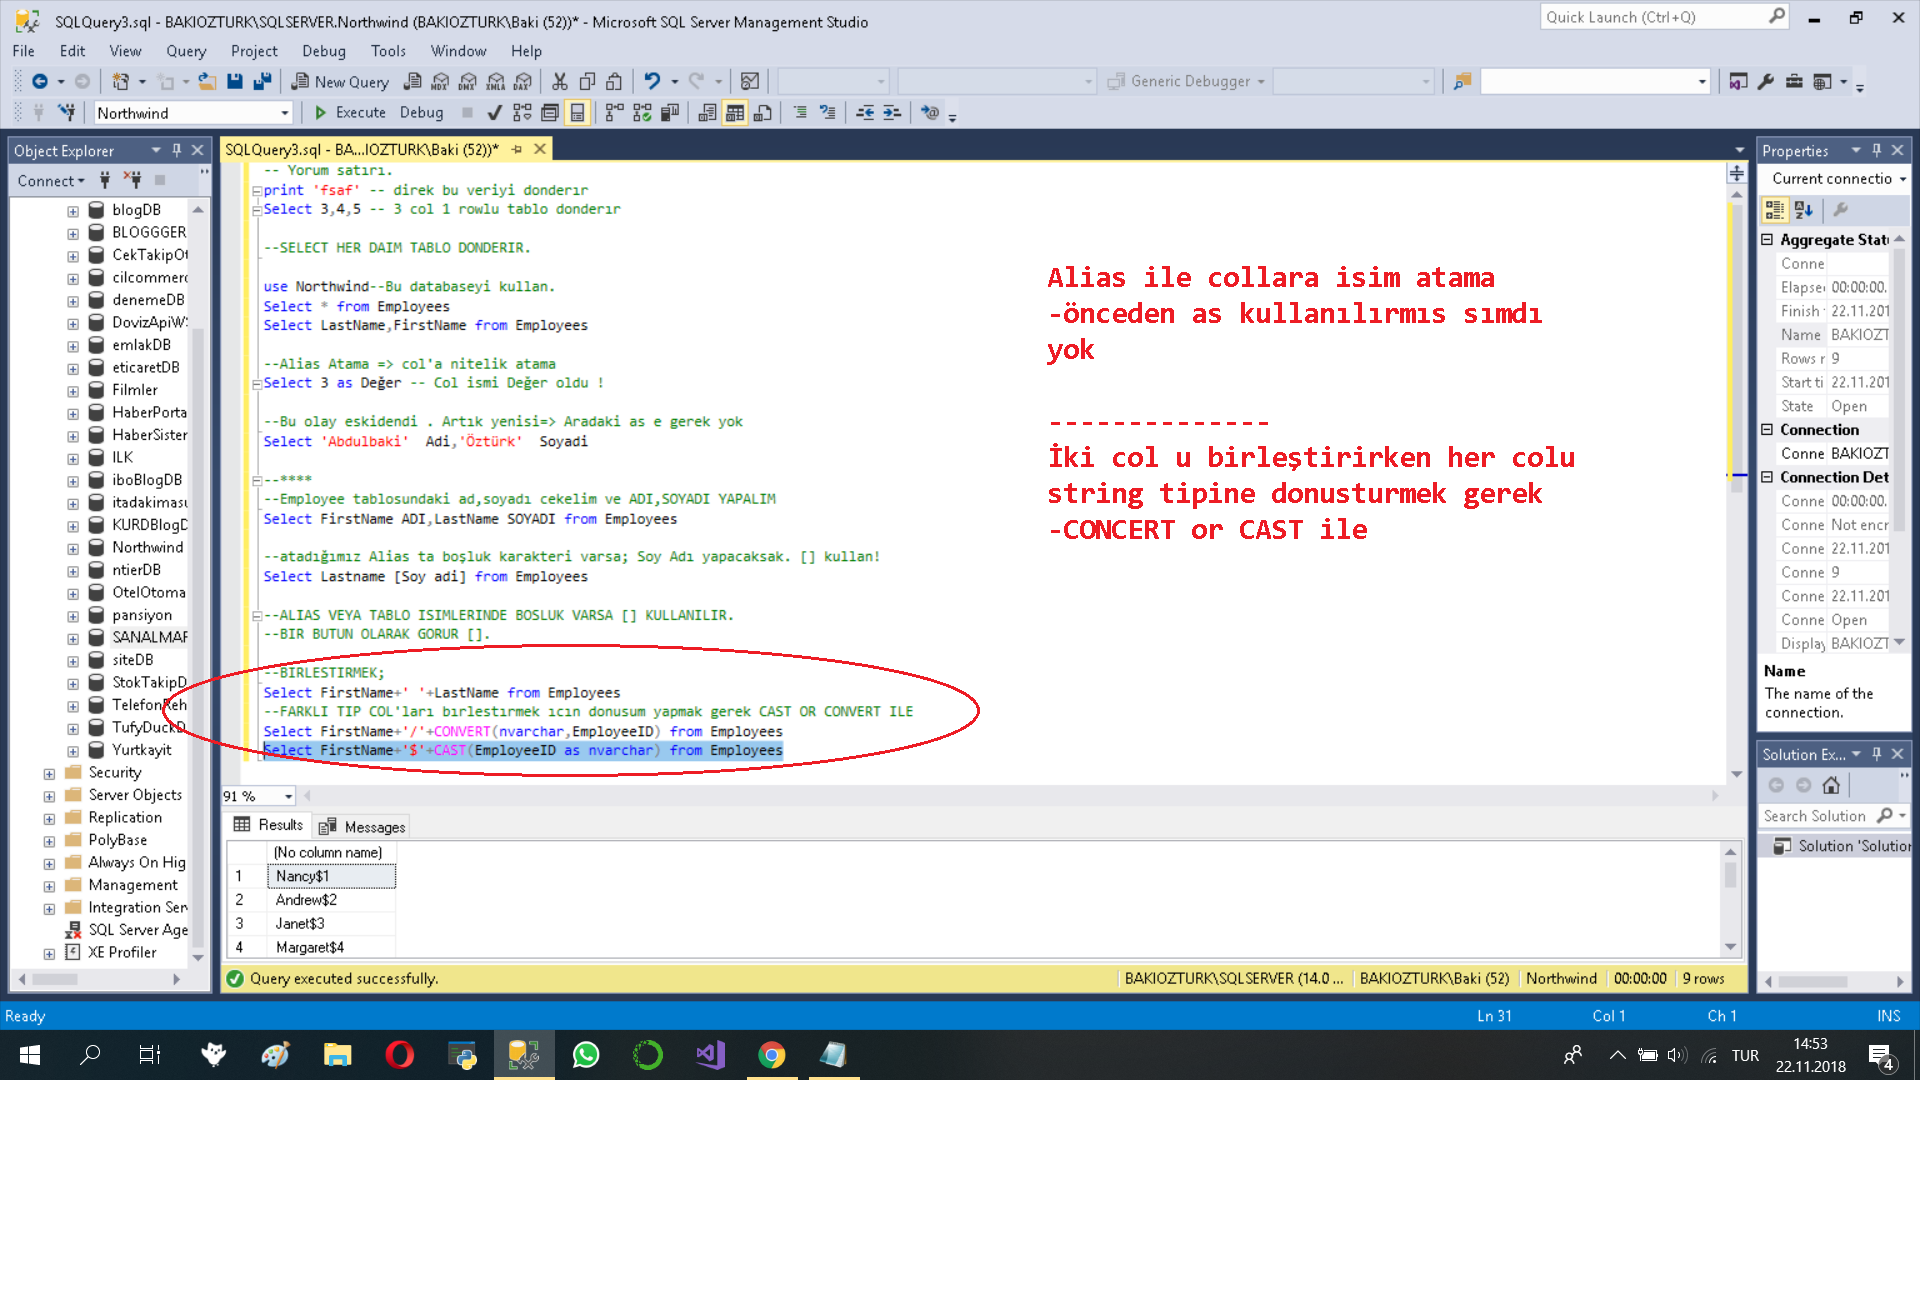 SQLQuery3.sql - BAKIOZTURK\SQLSERVER.Northwind (BAKIOZTURK\Baki (52))* - Microsoft SQL Server Management Studio
Quick Launch (Ctrl+Q)
File Edit View Query Project Debug Tools Window Help
New Query
MDX DMX XMLA DAX
Generic Debugger
Northwind
Execute Debug
Object Explorer
Connect
blogDB
BLOGGGER
CekTakipOt
cilcommerc
denemeDB
DovizApiWS
emlakDB
eticaretDB
Filmler
HaberPorta
HaberSister
ILK
iboBlogDB
itadakimasu
KURDBlogD
Northwind
ntierDB
OtelOtoma
pansiyon
SANALMAF
siteDB
StokTakipD
TelefonReh
TufyDuckD
Yurtkayit
Security
Server Objects
Replication
PolyBase
Always On Hig
Management
Integration Ser
SQL Server Age
XE Profiler
SQLQuery3.sql - BA...IOZTURK\Baki (52))*
-- Yorum satırı.
print 'fsaf' -- direk bu veriyi donderır
Select 3,4,5 -- 3 col 1 rowlu tablo donderır
--SELECT HER DAIM TABLO DONDERIR.
use Northwind--Bu databaseyi kullan.
Select * from Employees
Select LastName,FirstName from Employees
--Alias Atama => col'a nitelik atama
Select 3 as Değer -- Col ismi Değer oldu !
--Bu olay eskidendi . Artık yenisi=> Aradaki as e gerek yok
Select 'Abdulbaki'  Adi,'Öztürk'  Soyadi
--****
--Employee tablosundaki ad,soyadı cekelim ve ADI,SOYADI YAPALIM
Select FirstName ADI,LastName SOYADI from Employees
--atadığımız Alias ta boşluk karakteri varsa; Soy Adı yapacaksak. [] kullan!
Select Lastname [Soy adi] from Employees
--ALIAS VEYA TABLO ISIMLERINDE BOSLUK VARSA [] KULLANILIR.
--BIR BUTUN OLARAK GORUR [].
--BIRLESTIRMEK;
Select FirstName+' '+LastName from Employees
--FARKLI TIP COL'ları bırlestırmek ıcın donusum yapmak gerek CAST OR CONVERT ILE
Select FirstName+'/'+CONVERT(nvarchar,EmployeeID) from Employees
Select FirstName+'$'+CAST(EmployeeID as nvarchar) from Employees
Alias ile collara isim atama
-önceden as kullanılırmıs sımdı
yok
--------------
İki col u birleştirirken her colu
string tipine donusturmek gerek
-CONCERT or CAST ile
91 %
Results Messages
(No column name)
1 Nancy$1
2 Andrew$2
3 Janet$3
4 Margaret$4
Query executed successfully.
BAKIOZTURK\SQLSERVER (14.0 ... BAKIOZTURK\Baki (52) Northwind 00:00:00 9 rows
Properties
Current connectio
Aggregate Stat
Conne
Elapse 00:00:00.
Finish 22.11.201
Name BAKIOZT
Rows r 9
Start ti 22.11.201
State Open
Connection
Conne BAKIOZT
Connection Det
Conne 00:00:00.
Conne Not encr
Conne 22.11.201
Conne 9
Conne 22.11.201
Conne Open
Display BAKIOZT
Name
The name of the
connection.
Solution Ex...
Search Solution
Solution 'Solution
Ready
Ln 31 Col 1 Ch 1 INS
TUR
14:53
22.11.2018
4